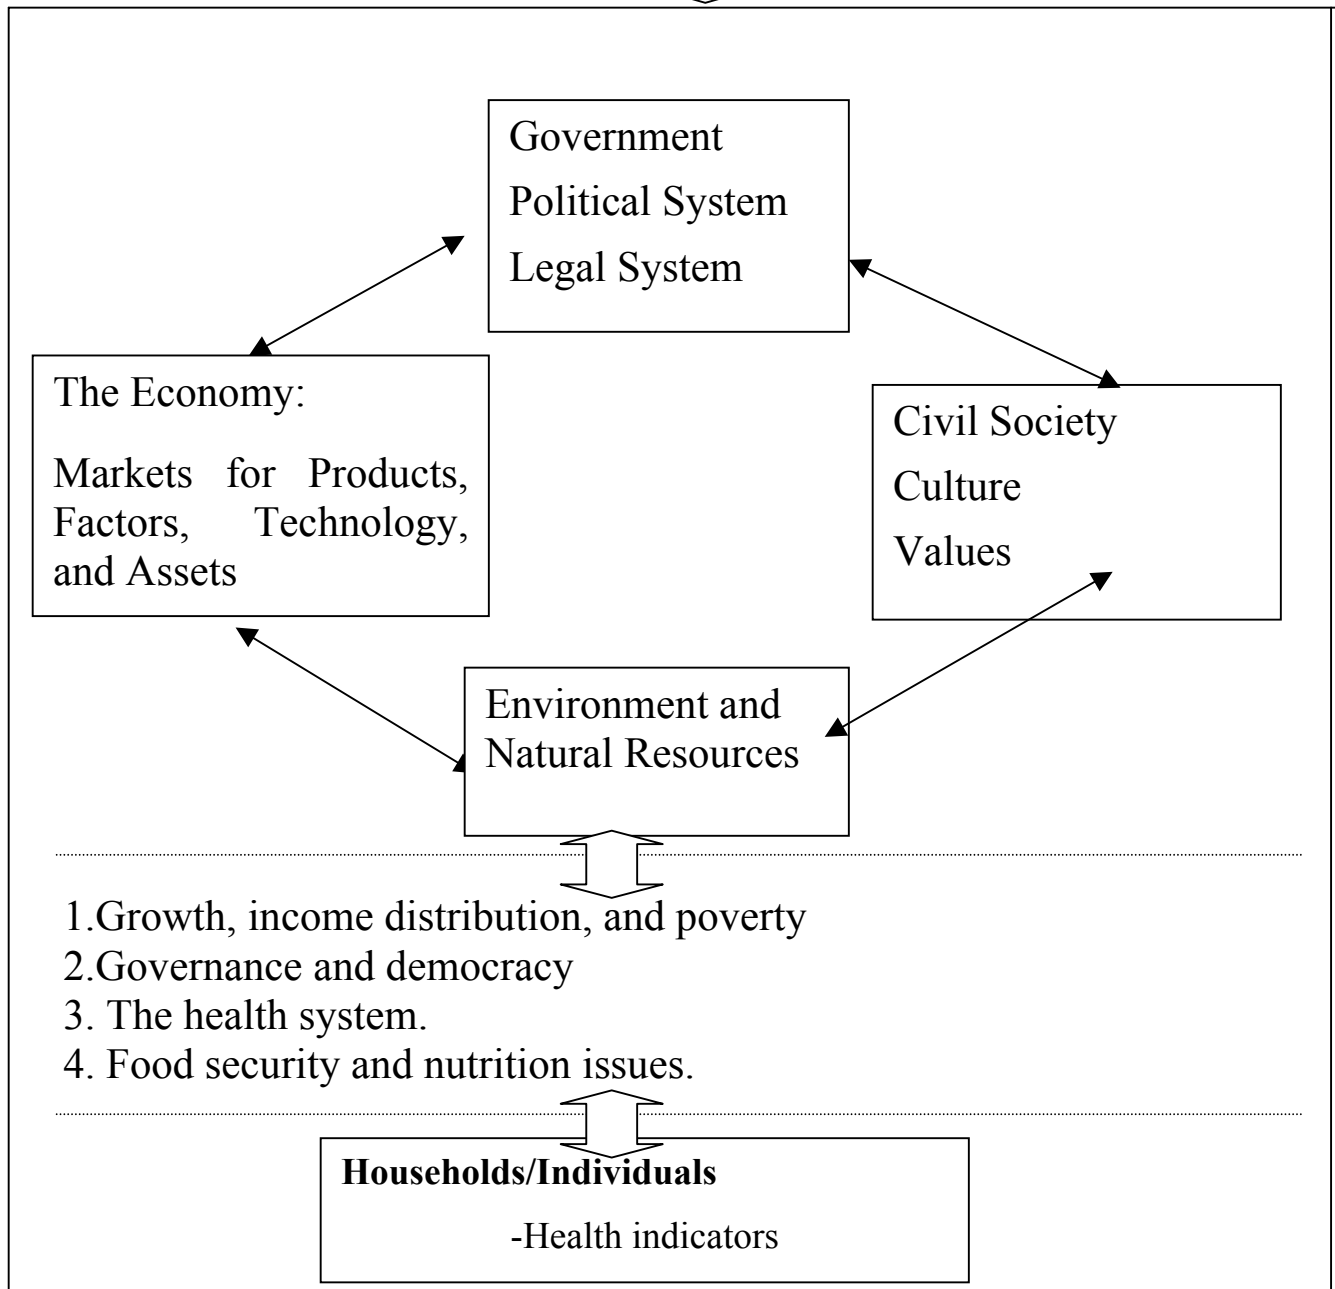 Government
Political System
Legal System
The Economy:
Markets for Products,
Factors, Technology,
and Assets
Civil Society
Culture
Values
Environment and
Natural Resources
1.Growth, income distribution, and poverty
2.Governance and democracy
3. The health system.
4. Food security and nutrition issues.
Households/Individuals
-Health indicators